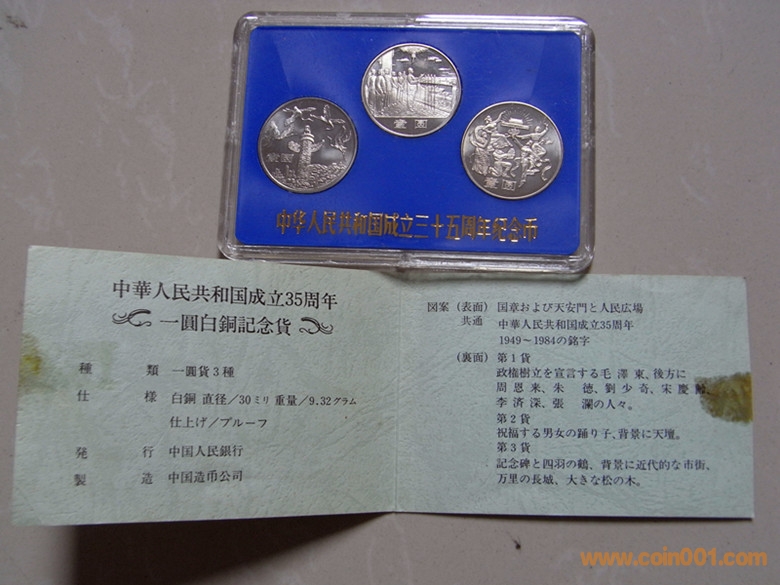 壹圓
壹圓
壹圓
中华人民共和国成立三十五周年纪念币
中華人民共和国成立35周年
一圓白銅記念貨
種類 一圓貨3種
仕様 白銅 直径/30ミリ 重量/9.32グラム
仕上げ/プルーフ
発行 中国人民銀行
製造 中国造币公司
図案 (表面) 国章および天安門と人民広場
共通 中華人民共和国成立35周年
1949~1984の銘字
(裏面) 第1貨
政権樹立を宣言する毛澤東、後方に
周恩来、朱徳、劉少奇、宋慶齢、
李済深、張瀾の人々。
第2貨
祝福する男女の踊り子、背景に天壇。
第3貨
記念碑と四羽の鶴、背景に近代的な市街、
万里の長城、大きな松の木。
www.coin001.com